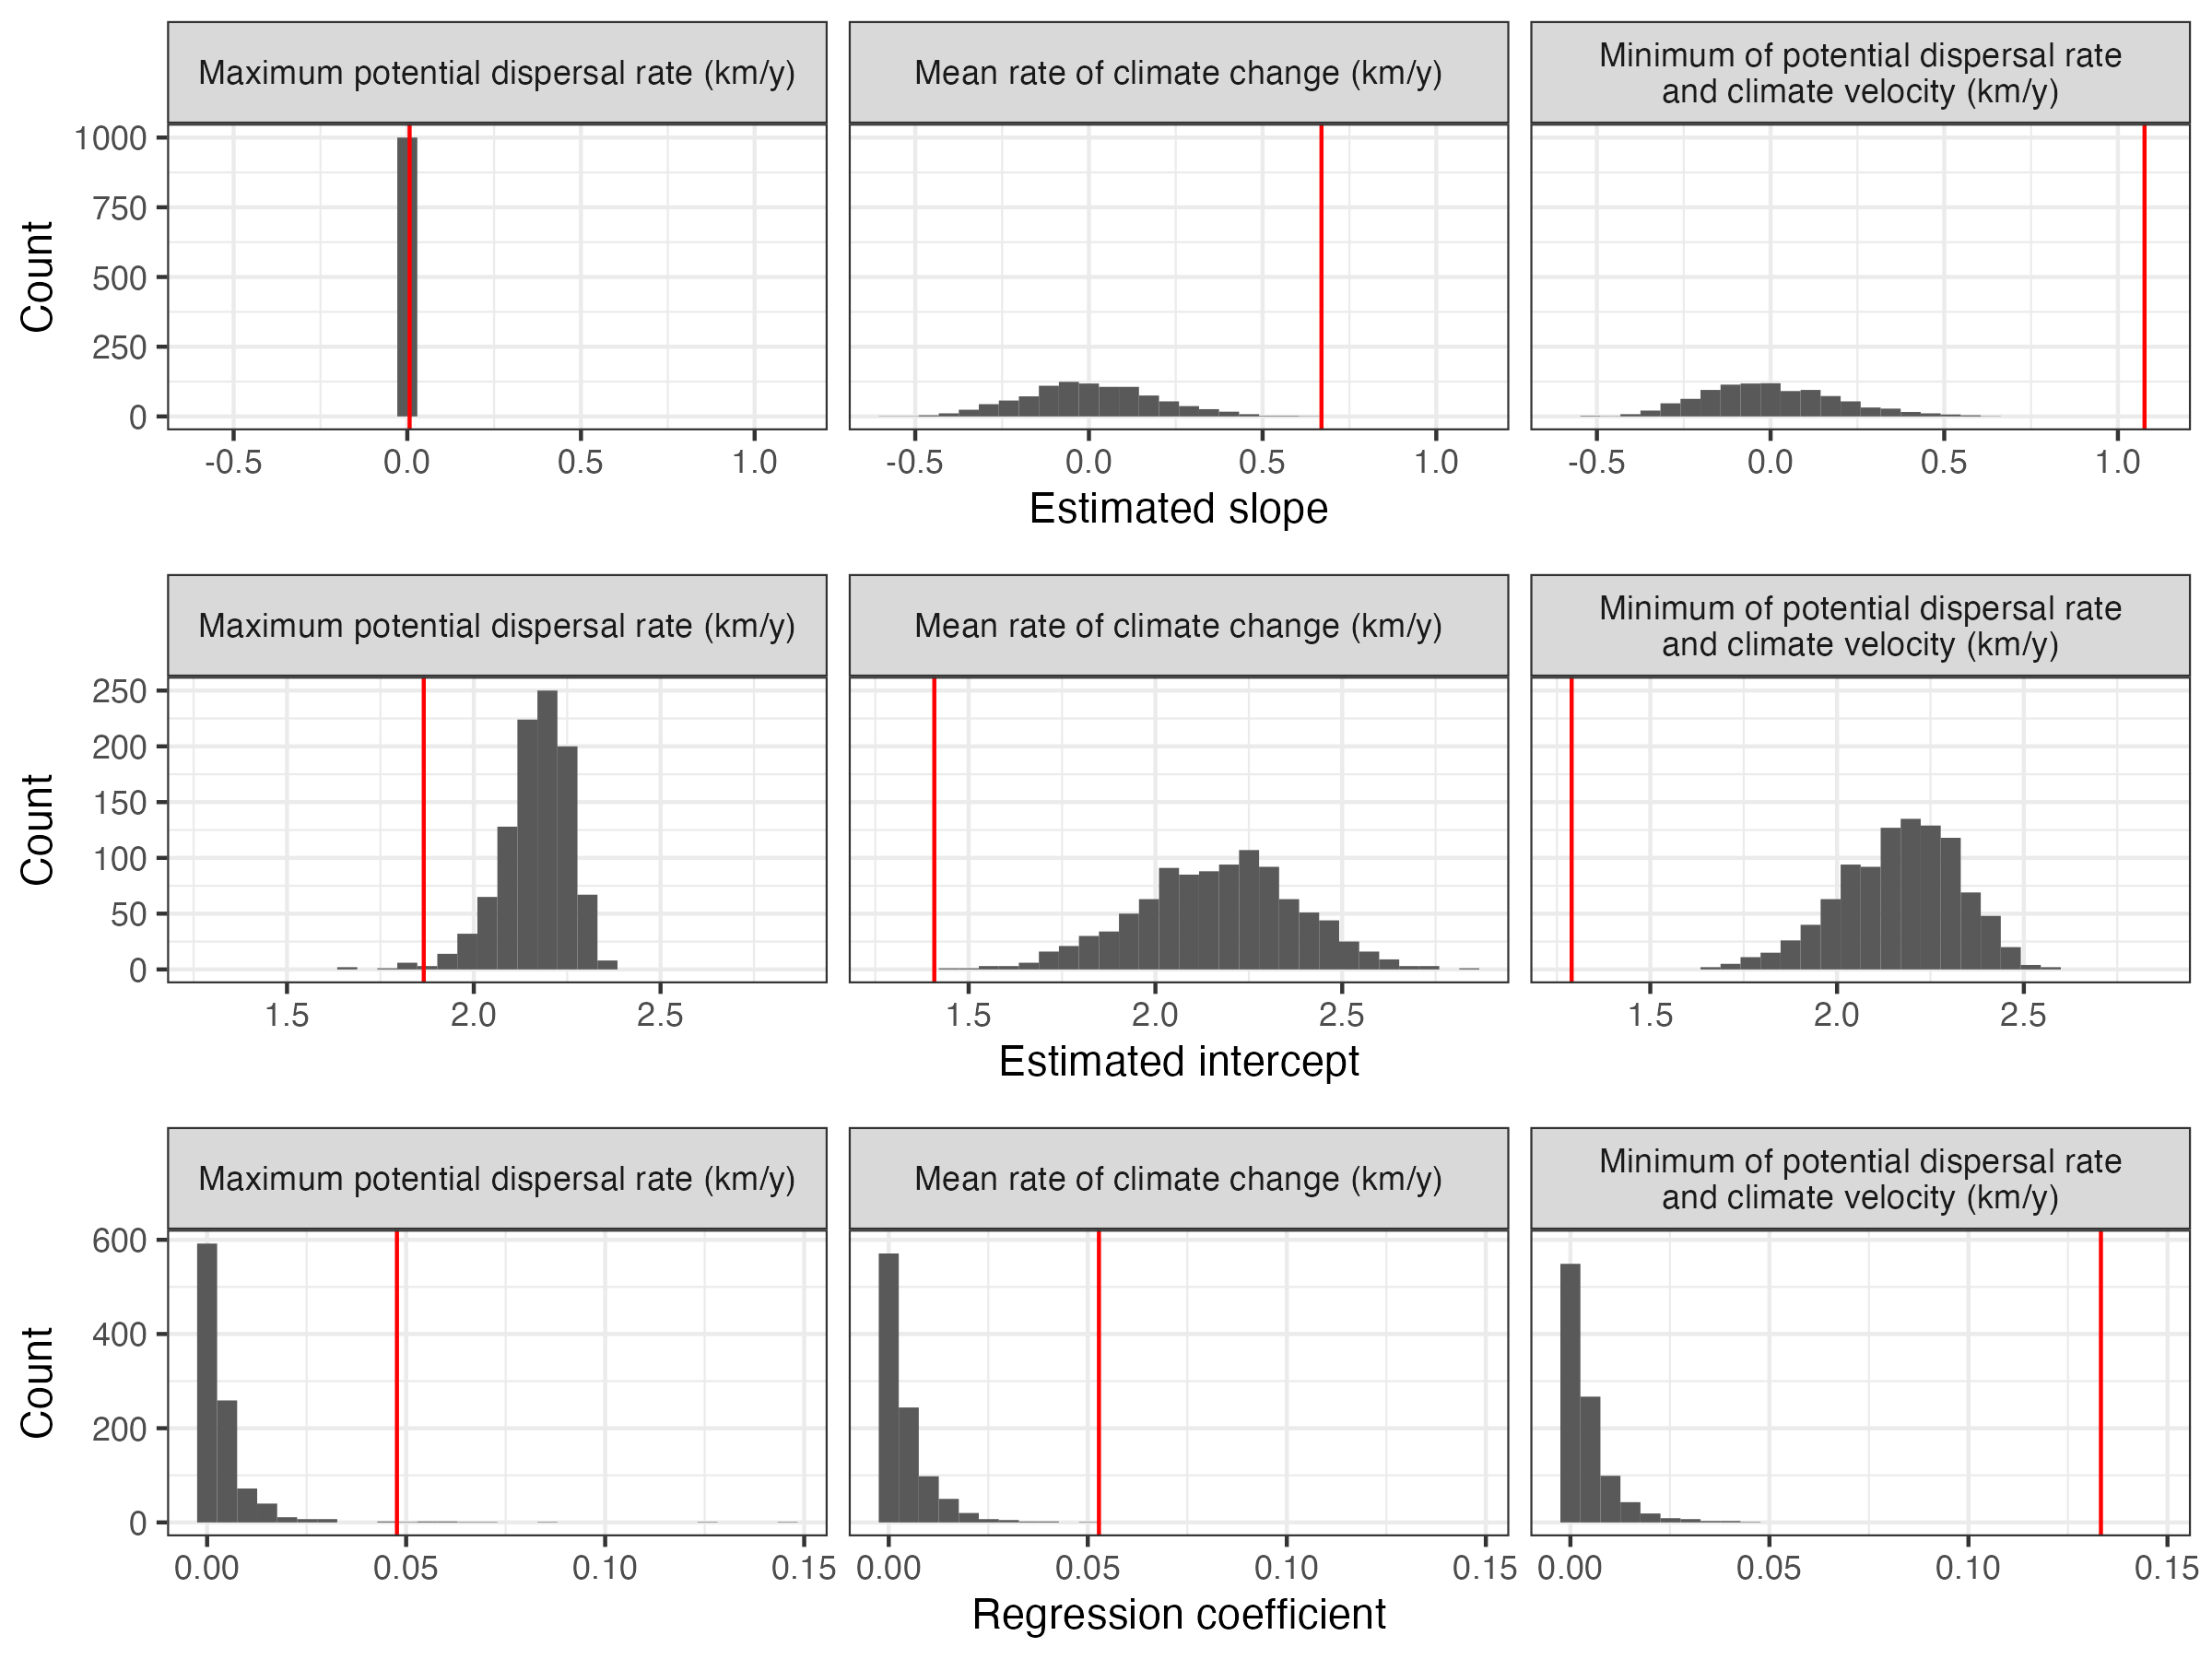 Maximum potential dispersal rate (km/y)
Mean rate of climate change (km/y)
Minimum of potential dispersal rate
and climate velocity (km/y)
Count
1000
750
500
250
0
-0.5 0.0 0.5 1.0
-0.5 0.0 0.5 1.0
-0.5 0.0 0.5 1.0
Estimated slope
Maximum potential dispersal rate (km/y)
Mean rate of climate change (km/y)
Minimum of potential dispersal rate
and climate velocity (km/y)
Count
250
200
150
100
50
0
1.5 2.0 2.5
1.5 2.0 2.5
1.5 2.0 2.5
Estimated intercept
Maximum potential dispersal rate (km/y)
Mean rate of climate change (km/y)
Minimum of potential dispersal rate
and climate velocity (km/y)
Count
600
400
200
0
0.00 0.05 0.10 0.15
0.00 0.05 0.10 0.15
0.00 0.05 0.10 0.15
Regression coefficient